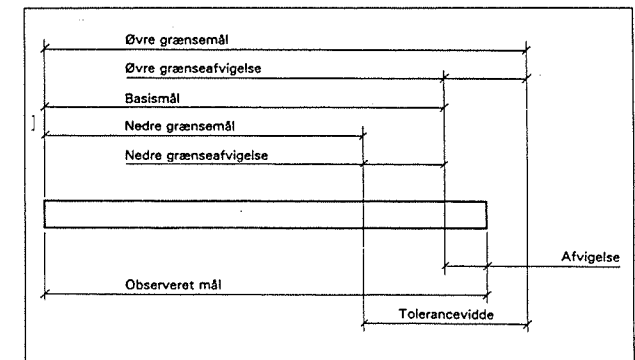 Øvre grænsemål
Øvre grænseafvigelse
Basismål
Nedre grænsemål
Nedre grænseafvigelse
Afvigelse
Observeret mål
Tolerancevidde